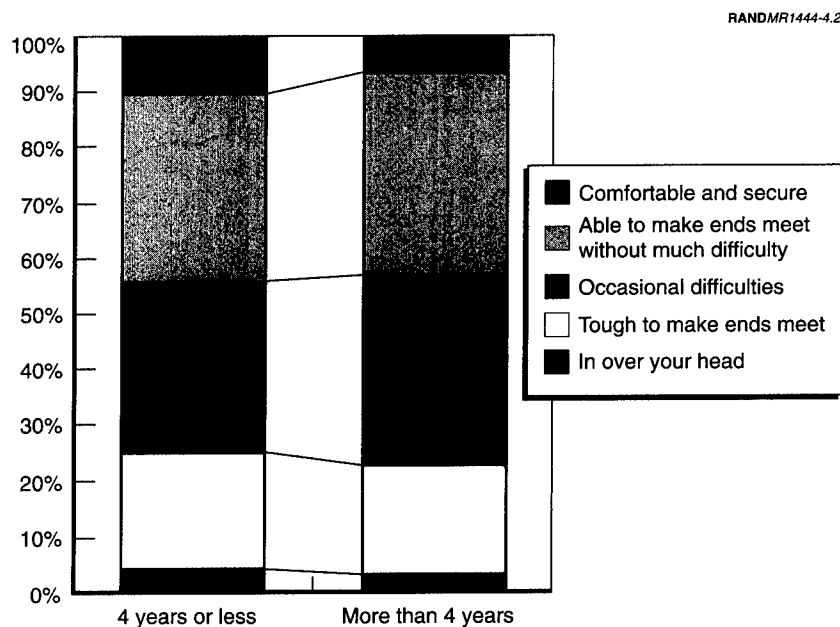 RANDMR1444-4.2
100%
90%
80%
70%
60%
50%
40%
30%
20%
10%
0%
Comfortable and secure
Able to make ends meet
without much difficulty
Occasional difficulties
Tough to make ends meet
In over your head
4 years or less
More than 4 years